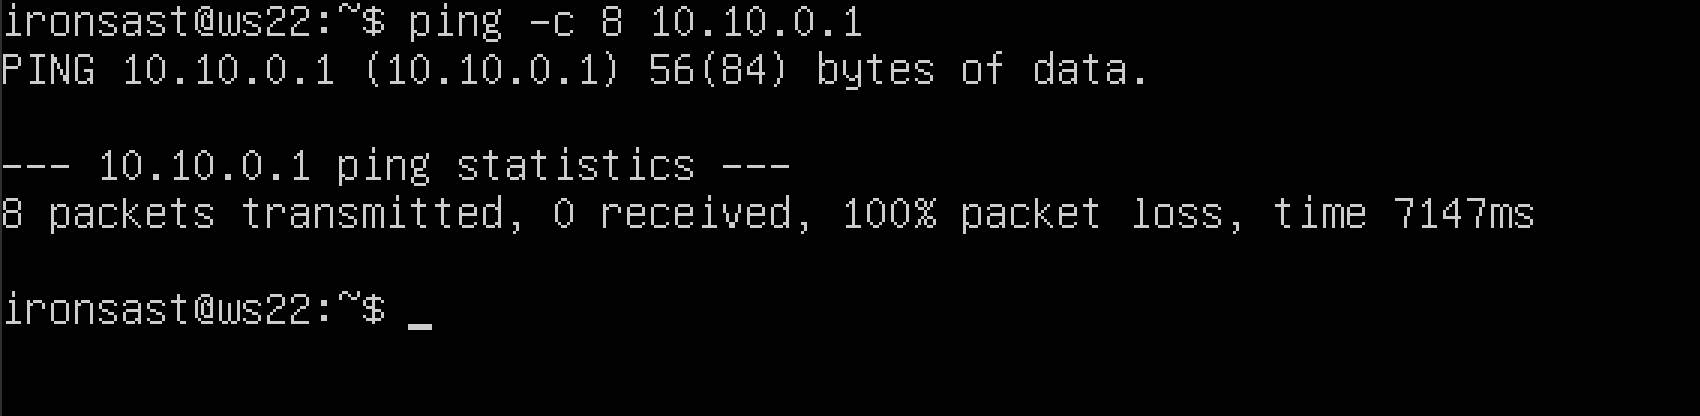 ironsast@ws22:~$ ping -c 8 10.10.0.1
PING 10.10.0.1 (10.10.0.1) 56(84) bytes of data.
--- 10.10.0.1 ping statistics ---
8 packets transmitted, 0 received, 100% packet loss, time 7147ms
ironsast@ws22:~$ _